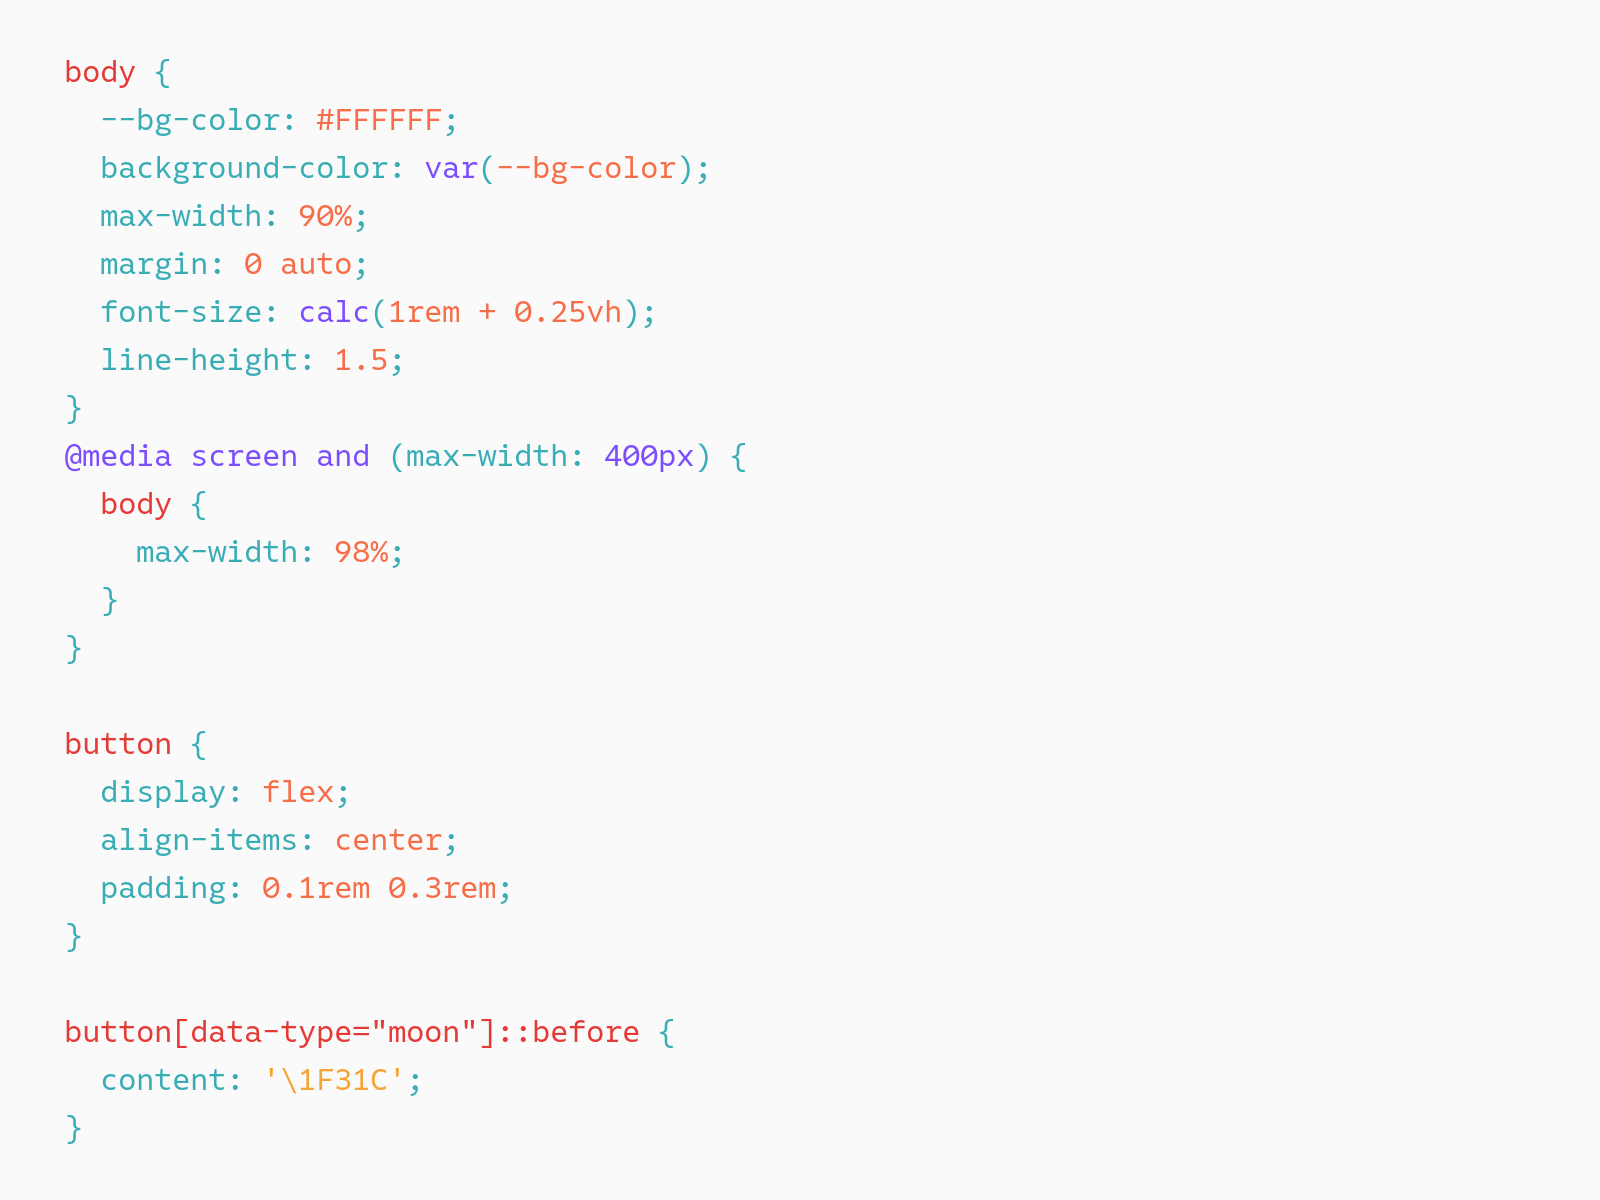 body {
  --bg-color: #FFFFFF;
  background-color: var(--bg-color);
  max-width: 90%;
  margin: 0 auto;
  font-size: calc(1rem + 0.25vh);
  line-height: 1.5;
}
@media screen and (max-width: 400px) {
  body {
    max-width: 98%;
  }
}

button {
  display: flex;
  align-items: center;
  padding: 0.1rem 0.3rem;
}

button[data-type="moon"]::before {
  content: '\1F31C';
}